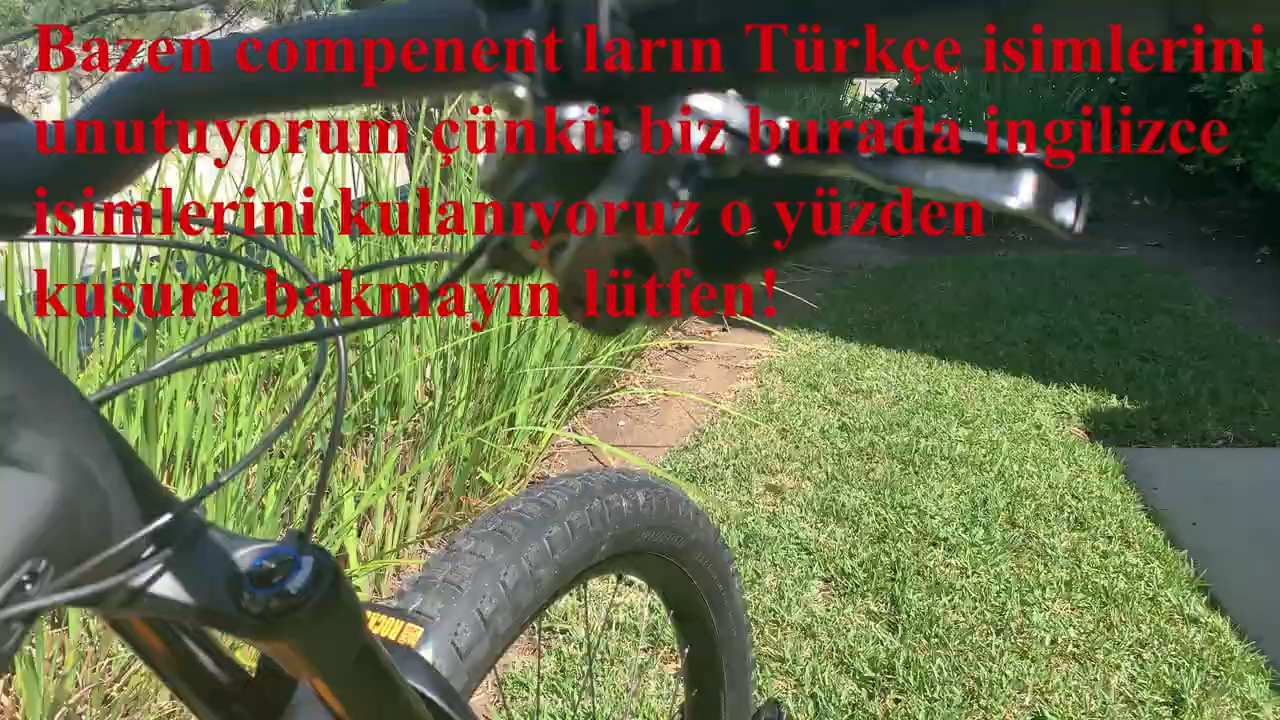 Bazen compenent ların Türkçe isimlerini
unutuyorum çünkü biz burada ingilizce
isimlerini kulanıyoruz o yüzden
kusura bakmayın lütfen!